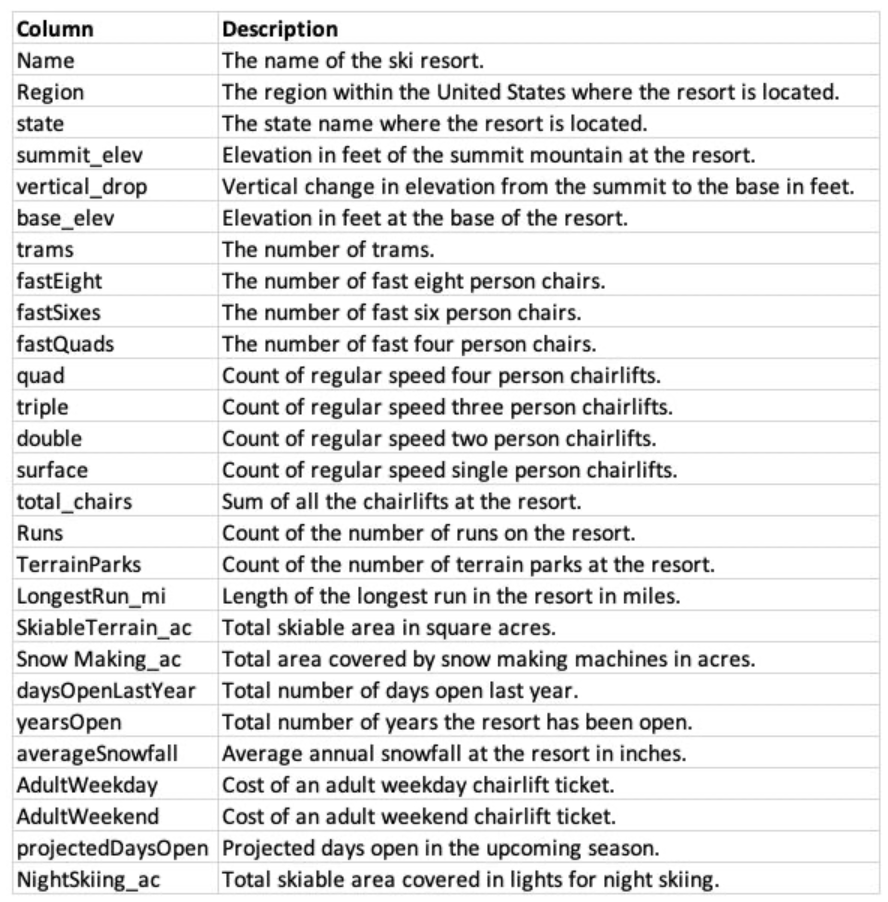 Column Description
Name The name of the ski resort.
Region The region within the United States where the resort is located.
state The state name where the resort is located.
summit_elev Elevation in feet of the summit mountain at the resort.
vertical_drop Vertical change in elevation from the summit to the base in feet.
base_elev Elevation in feet at the base of the resort.
trams The number of trams.
fastEight The number of fast eight person chairs.
fastSixes The number of fast six person chairs.
fastQuads The number of fast four person chairs.
quad Count of regular speed four person chairlifts.
triple Count of regular speed three person chairlifts.
double Count of regular speed two person chairlifts.
surface Count of regular speed single person chairlifts.
total_chairs Sum of all the chairlifts at the resort.
Runs Count of the number of runs on the resort.
TerrainParks Count of the number of terrain parks at the resort.
LongestRun_mi Length of the longest run in the resort in miles.
SkiableTerrain_ac Total skiable area in square acres.
Snow Making_ac Total area covered by snow making machines in acres.
daysOpenLastYear Total number of days open last year.
yearsOpen Total number of years the resort has been open.
averageSnowfall Average annual snowfall at the resort in inches.
AdultWeekday Cost of an adult weekday chairlift ticket.
AdultWeekend Cost of an adult weekend chairlift ticket.
projectedDaysOpen Projected days open in the upcoming season.
NightSkiing_ac Total skiable area covered in lights for night skiing.